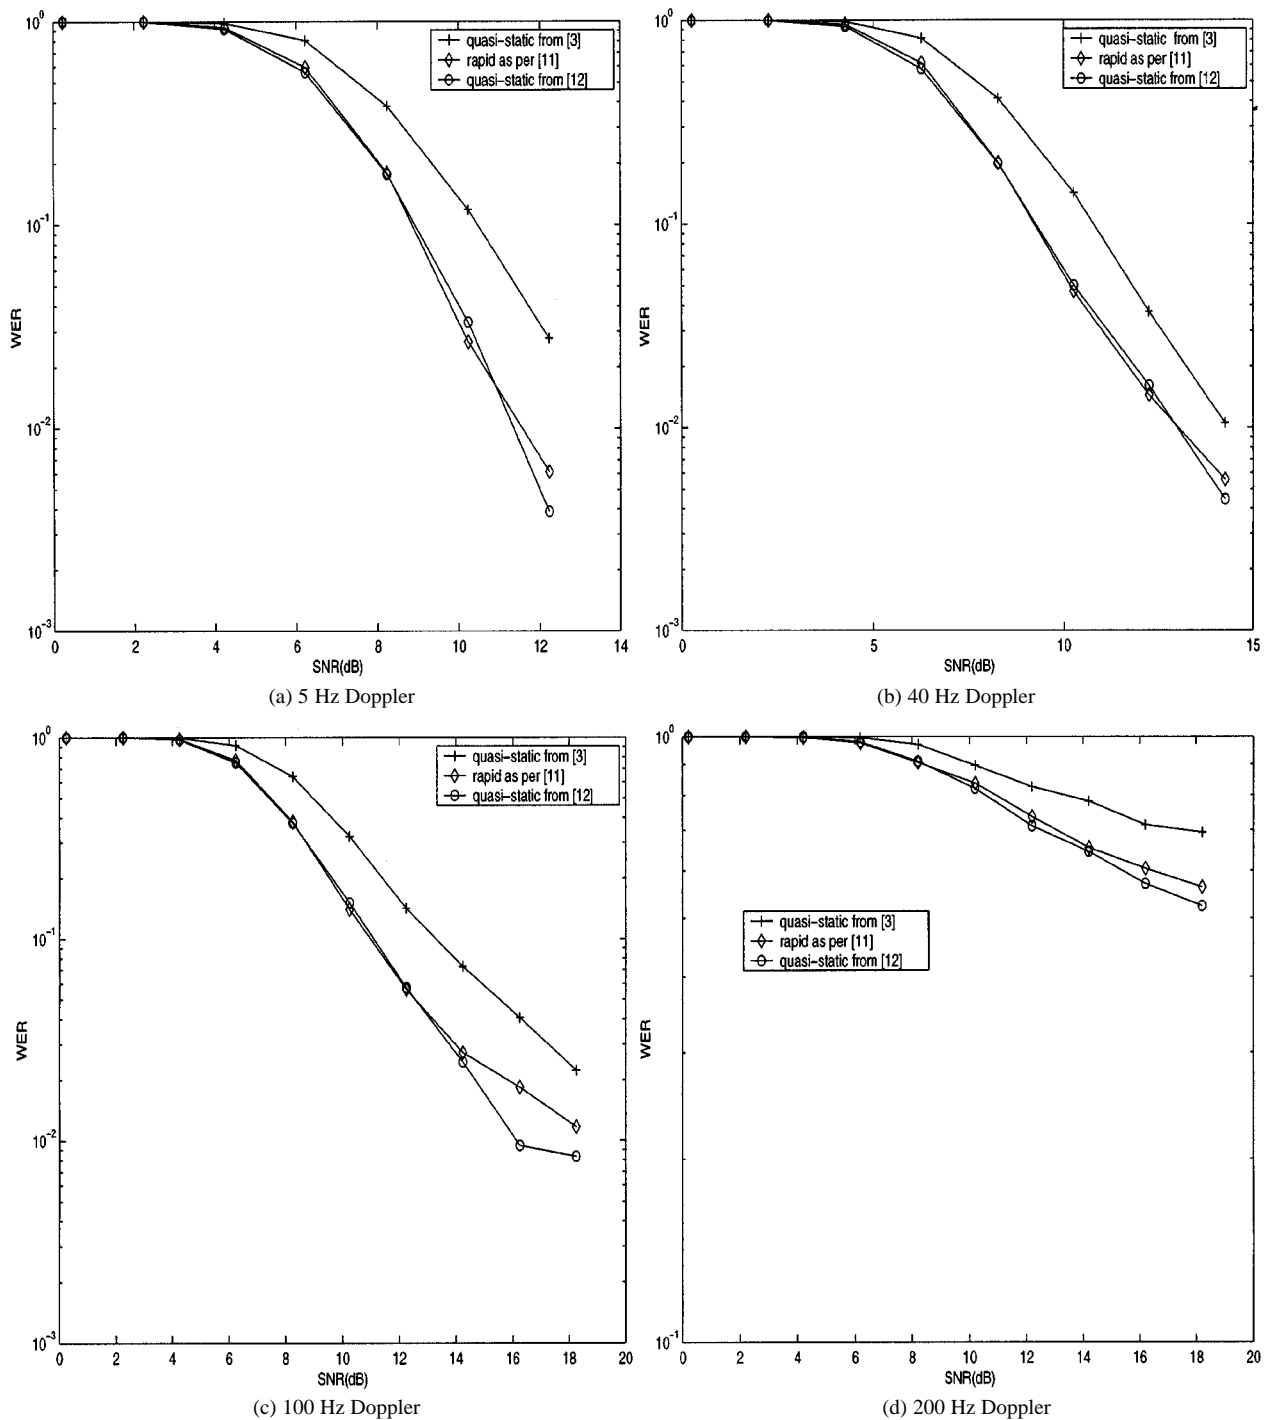 10^0
10^-1
10^-2
10^-3
WER
quasi-static from [3]
rapid as per [11]
quasi-static from [12]
0 2 4 6 8 10 12 14
SNR(dB)
(a) 5 Hz Doppler
10^0
10^-1
10^-2
10^-3
WER
quasi-static from [3]
rapid as per [11]
quasi-static from [12]
0 5 10 15
SNR(dB)
(b) 40 Hz Doppler
10^0
10^-1
10^-2
10^-3
WER
quasi-static from [3]
rapid as per [11]
quasi-static from [12]
0 2 4 6 8 10 12 14 16 18 20
SNR(dB)
(c) 100 Hz Doppler
10^0
10^-1
WER
quasi-static from [3]
rapid as per [11]
quasi-static from [12]
0 2 4 6 8 10 12 14 16 18 20
SNR(dB)
(d) 200 Hz Doppler